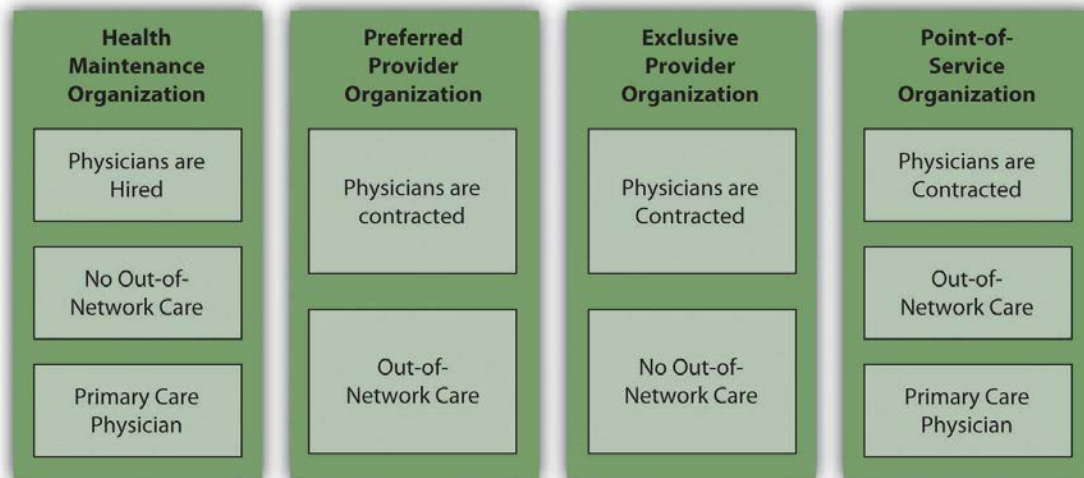 Health
Maintenance
Organization
Physicians are
Hired
No Out-of-
Network Care
Primary Care
Physician
Preferred
Provider
Organization
Physicians are
contracted
Out-of-
Network Care
Exclusive
Provider
Organization
Physicians are
Contracted
No Out-of-
Network Care
Point-of-
Service
Organization
Physicians are
Contracted
Out-of-
Network Care
Primary Care
Physician